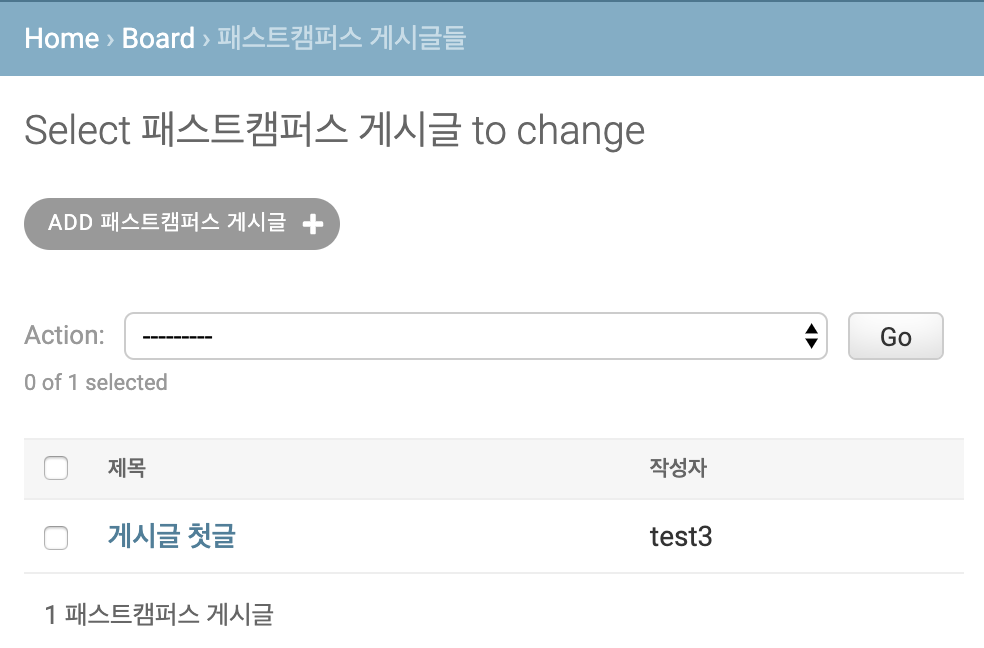 Home › Board › 패스트캠퍼스 게시글들
Select 패스트캠퍼스 게시글 to change
ADD 패스트캠퍼스 게시글 +
Action: --------- Go
0 of 1 selected
제목 작성자
게시글 첫글 test3
1 패스트캠퍼스 게시글